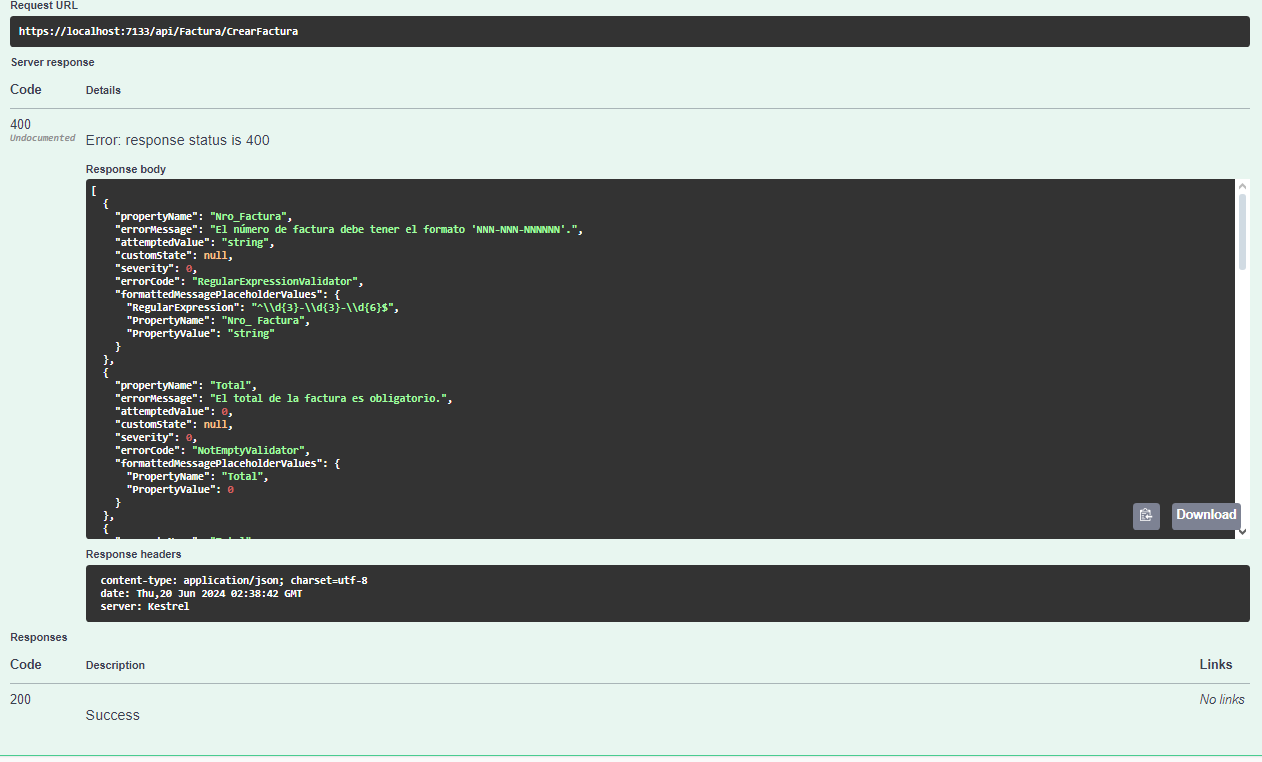 Request URL
https://localhost:7133/api/Factura/CrearFactura
Server response
Code Details
400
Undocumented
Error: response status is 400
Response body
[
  {
    "propertyName": "Nro_Factura",
    "errorMessage": "El número de factura debe tener el formato 'NNN-NNN-NNNNNN'.",
    "attemptedValue": "string",
    "customState": null,
    "severity": 0,
    "errorCode": "RegularExpressionValidator",
    "formattedMessagePlaceholderValues": {
      "RegularExpression": "^\\d{3}-\\d{3}-\\d{6}$",
      "PropertyName": "Nro_ Factura",
      "PropertyValue": "string"
    }
  },
  {
    "propertyName": "Total",
    "errorMessage": "El total de la factura es obligatorio.",
    "attemptedValue": 0,
    "customState": null,
    "severity": 0,
    "errorCode": "NotEmptyValidator",
    "formattedMessagePlaceholderValues": {
      "PropertyName": "Total",
      "PropertyValue": 0
    }
  },
  {
Download
Response headers
content-type: application/json; charset=utf-8
date: Thu,20 Jun 2024 02:38:42 GMT
server: Kestrel
Responses
Code Description Links
200
Success
No links